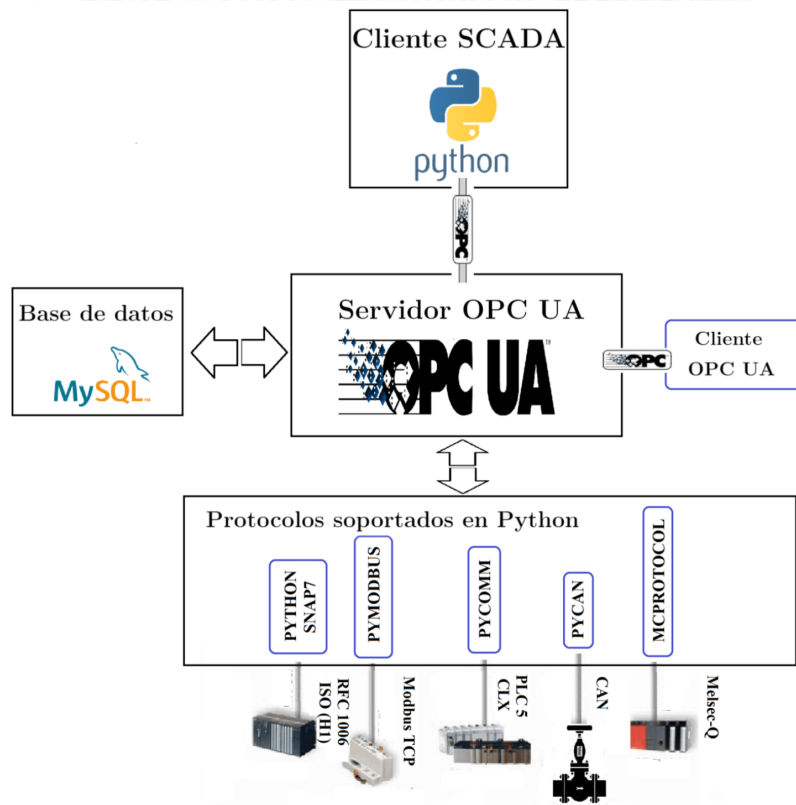 Cliente SCADA
python
OPC
Servidor OPC UA
OPC UA
Base de datos
MySQL
OPC
Cliente
OPC UA
Protocolos soportados en Python
PYTHON
SNAP7
PYMODBUS
PYCOMM
PYCAN
MCPROTOCOL
RFC 1006
ISO (H1)
Modbus TCP
PLC 5
CLX
CAN
Melsec-Q